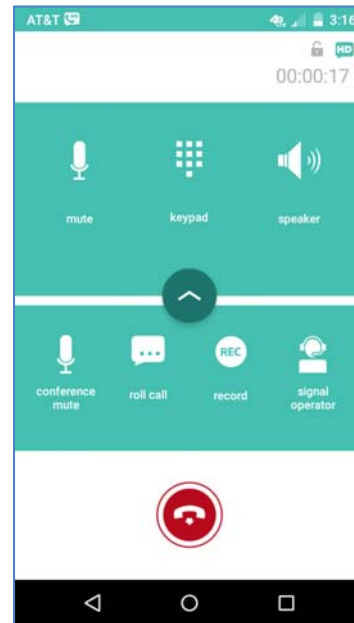 AT&T 3:16
HD
00:00:17
mute keypad speaker
REC
conference
mute
roll call record signal
operator